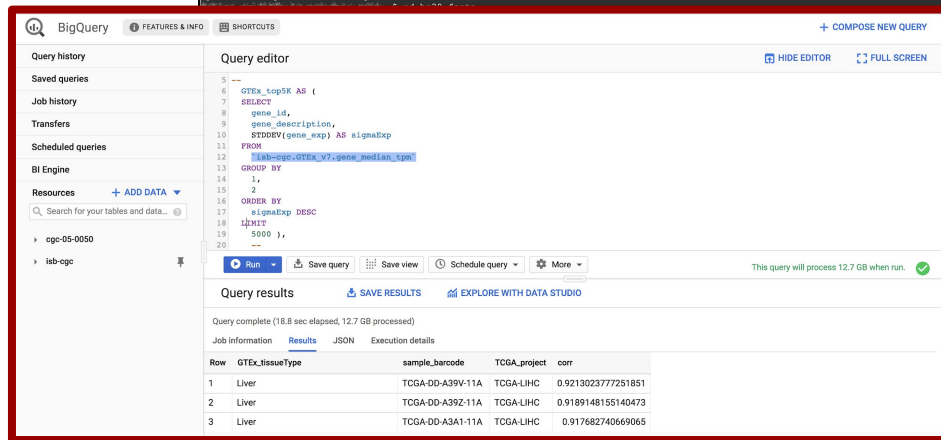 BigQuery
FEATURES & INFO
SHORTCUTS
+ COMPOSE NEW QUERY
Query history
Saved queries
Job history
Transfers
Scheduled queries
BI Engine
Resources
+ ADD DATA
Search for your tables and data...
cgc-05-0050
isb-cgc
Query editor
HIDE EDITOR
FULL SCREEN
5 --
6 GTEx_top5K AS (
7 SELECT
8 gene_id,
9 gene_description,
10 STDDEV(gene_exp) AS sigmaExp
11 FROM
12 `isb-cgc.GTEx_v7.gene_median_tpm`
13 GROUP BY
14 1,
15 2
16 ORDER BY
17 sigmaExp DESC
18 LIMIT
19 5000 ),
20 --
Run
Save query
Save view
Schedule query
More
This query will process 12.7 GB when run.
Query results
SAVE RESULTS
EXPLORE WITH DATA STUDIO
Query complete (18.8 sec elapsed, 12.7 GB processed)
Job information Results JSON Execution details
Row GTEx_tissueType sample_barcode TCGA_project corr
1 Liver TCGA-DD-A39V-11A TCGA-LIHC 0.9213023777251851
2 Liver TCGA-DD-A39Z-11A TCGA-LIHC 0.9189148155140473
3 Liver TCGA-DD-A3A1-11A TCGA-LIHC 0.917682740669065